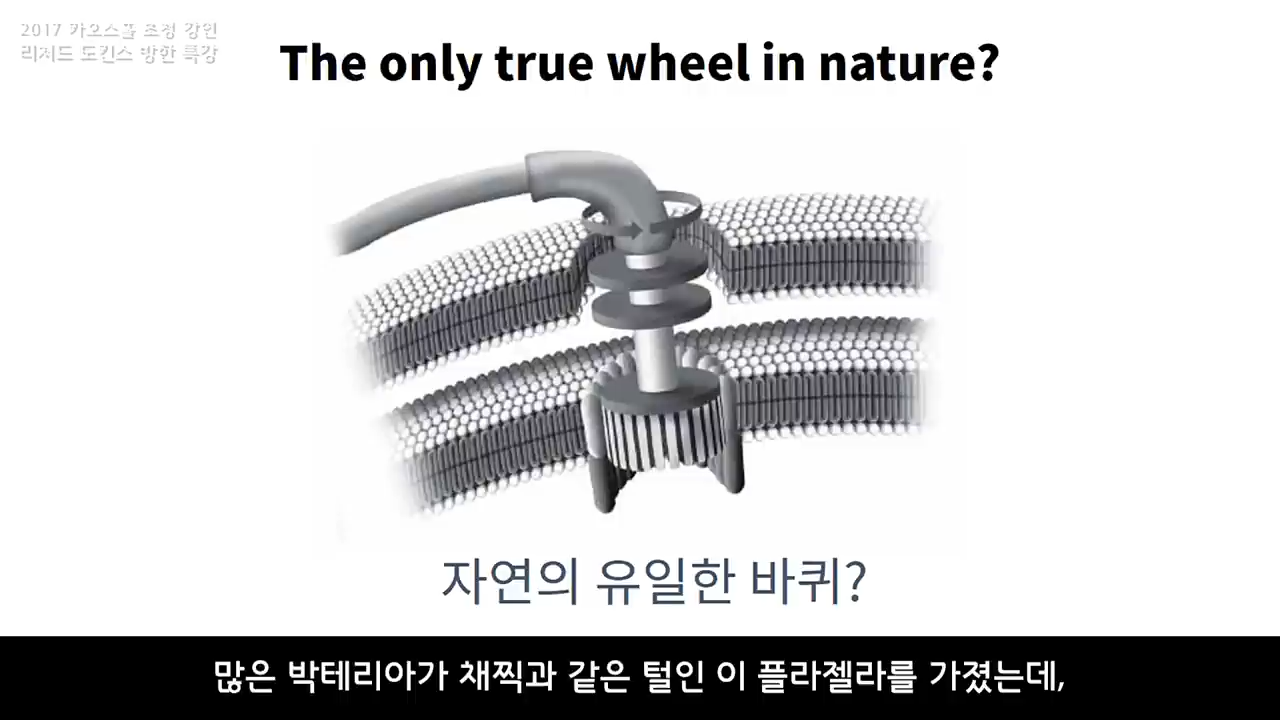 2017 카오스홀 초청 강연
리처드 도킨스 방한 특강
The only true wheel in nature?
자연의 유일한 바퀴?
많은 박테리아가 채찍과 같은 털인 이 플라젤라를 가졌는데,